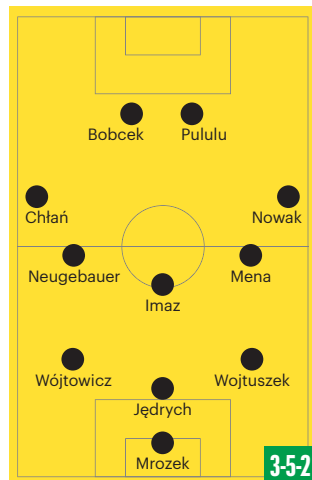 Bobcek Pululu
Chłań Nowak
Neugebauer Mena
Imaz
Wójtowicz Wojtuszek
Jędrych
Mrozek
3-5-2